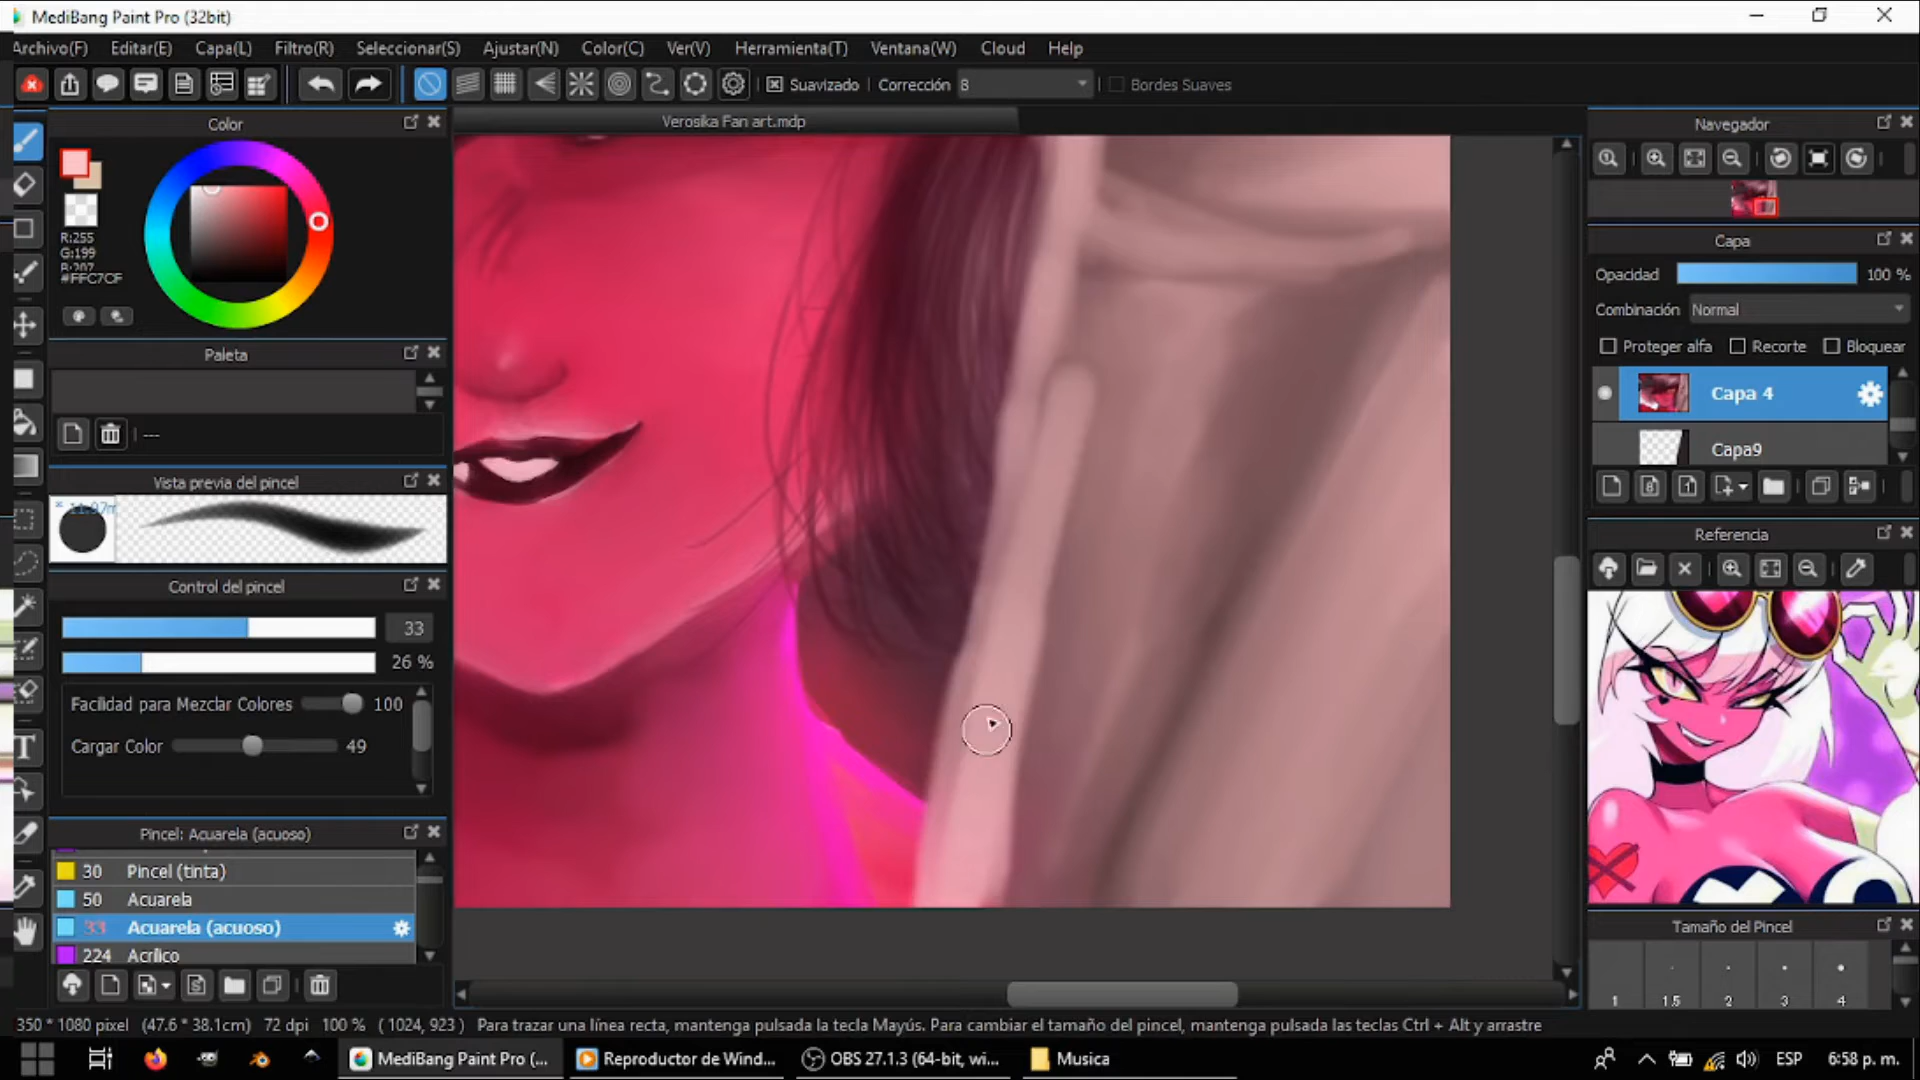 MediBang Paint Pro (32bit)
Archivo(F) Editar(E) Capa(L) Filtro(R) Seleccionar(S) Ajustar(N) Color(C) Ver(V) Herramienta(T) Ventana(W) Cloud Help
Suavizado Corrección 8 Bordes Suaves
Color
Verosika Fan art.mdp
Navegador
R:255
G:199
B:207
#FFC7CF
Capa
Opacidad 100 %
Combinación Normal
Proteger alfa Recorte Bloquear
Paleta
Capa 4
---
Capa9
Vista previa del pincel
Referencia
Control del pincel
33
26 %
Facilidad para Mezclar Colores 100
Cargar Color 49
Pincel: Acuarela (acuoso)
30 Pincel (tinta)
50 Acuarela
33 Acuarela (acuoso)
224 Acrílico
Tamaño del Pincel
1 1.5 2 3 4
350 * 1080 pixel (47.6 * 38.1cm) 72 dpi 100 % ( 1024, 923 ) Para trazar una línea recta, mantenga pulsada la tecla Mayús. Para cambiar el tamaño del pincel, mantenga pulsadas las teclas Ctrl + Alt y arrastre
MediBang Paint Pro (... Reproductor de Wind... OBS 27.1.3 (64-bit, wi... Musica ESP 6:58 p. m.